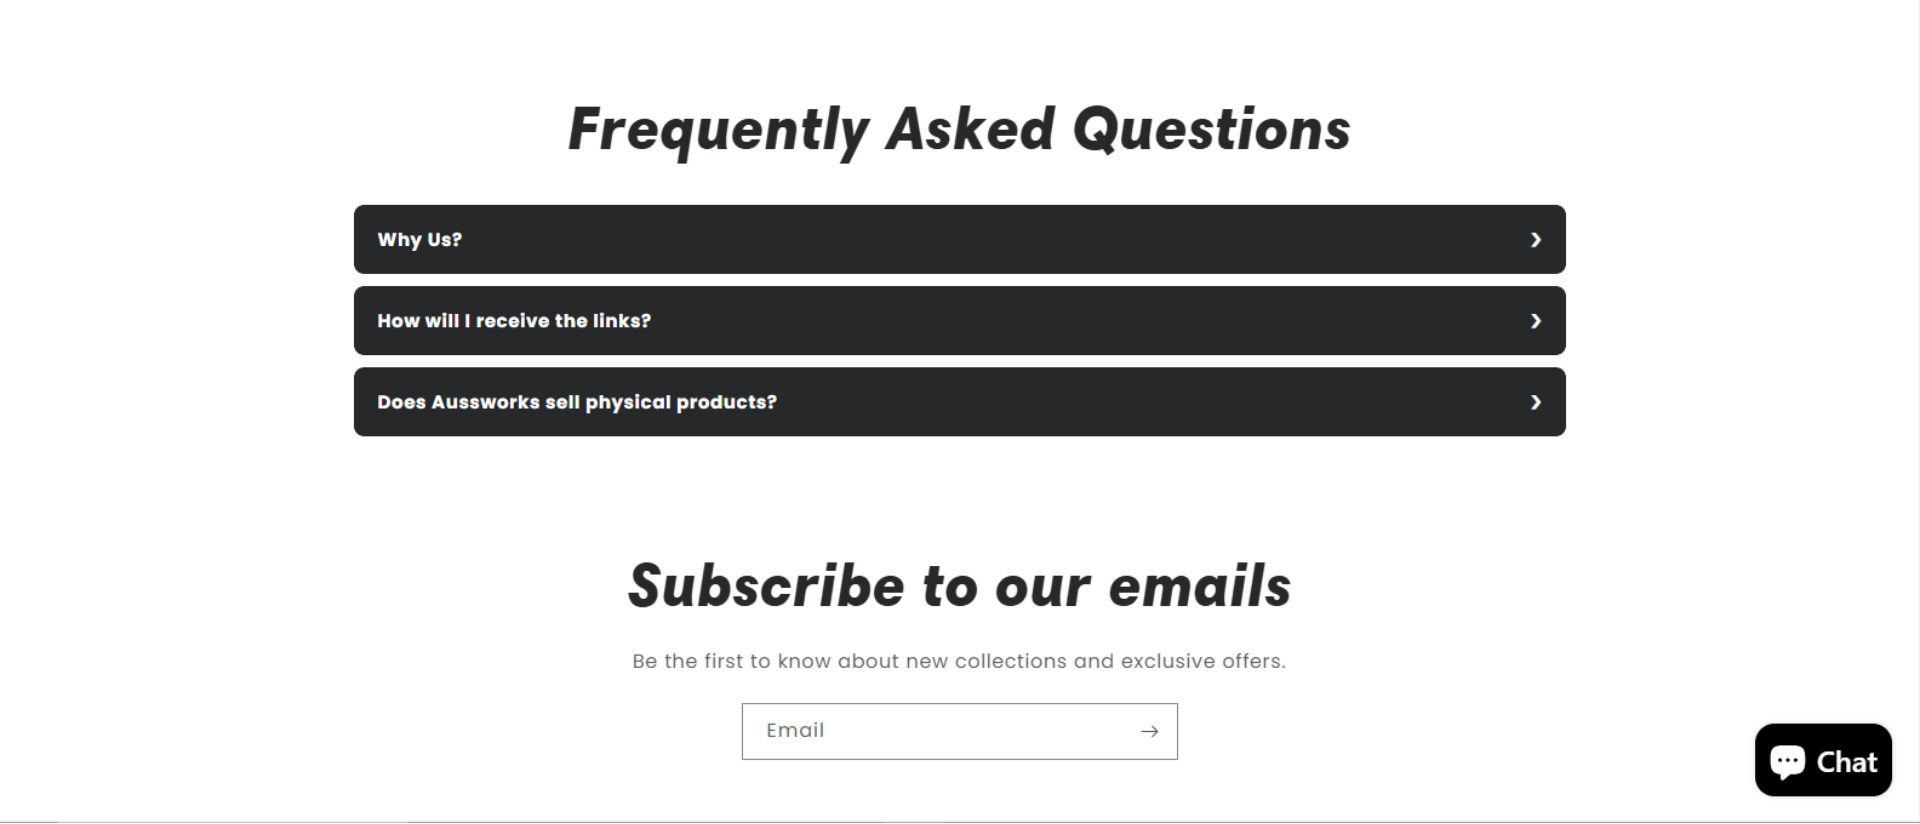 Frequently Asked Questions
Why Us?
How will I receive the links?
Does Aussworks sell physical products?
Subscribe to our emails
Be the first to know about new collections and exclusive offers.
Email
Chat